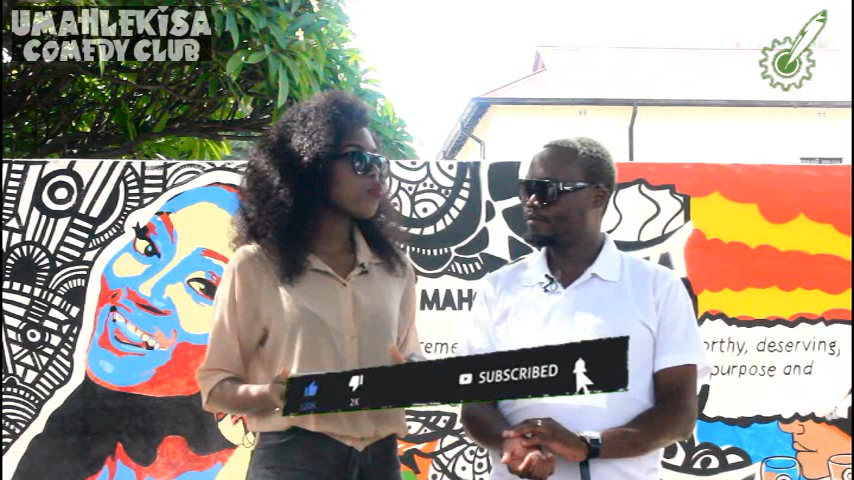 UMAHLEKISA
COMEDY CLUB
MAH
reme
orthy, deserving,
purpose and
2K
SUBSCRIBED